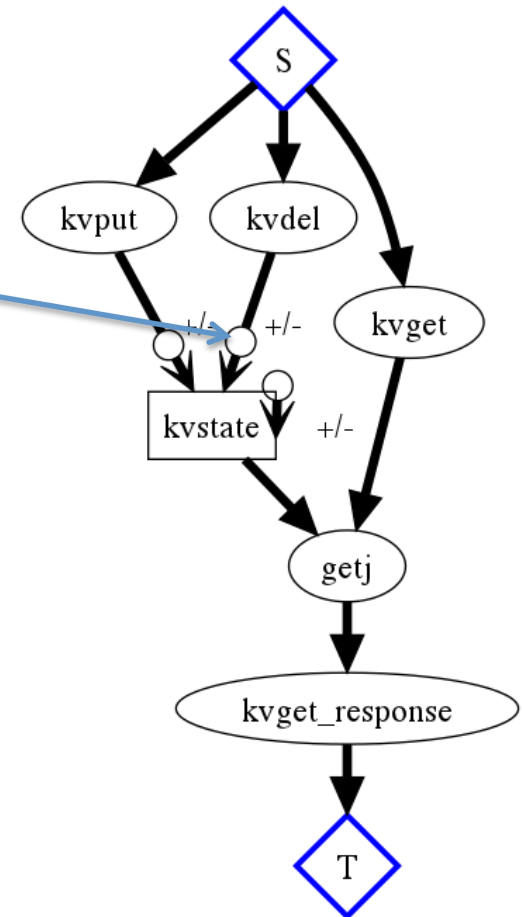 S
kvput
kvdel
kvget
+/-
+/-
kvstate
+/-
getj
kvget_response
T